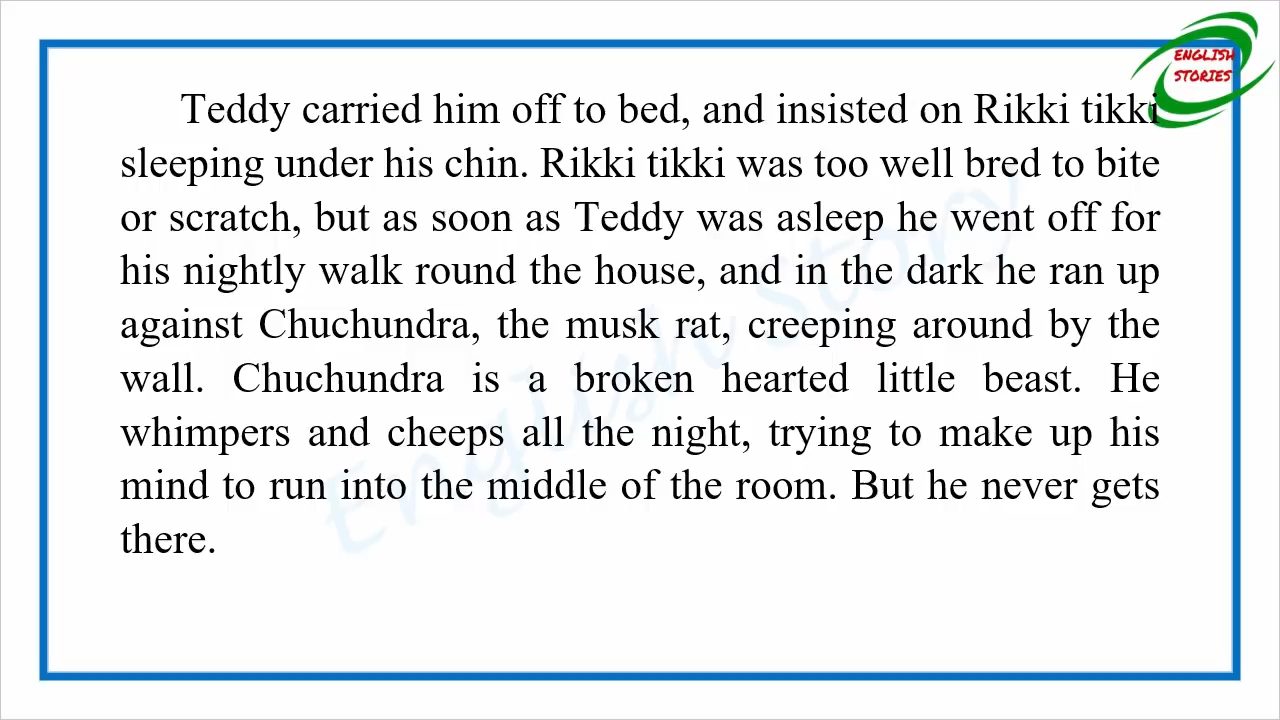 ENGLISH
STORIES
Teddy carried him off to bed, and insisted on Rikki tikki
sleeping under his chin. Rikki tikki was too well bred to bite
or scratch, but as soon as Teddy was asleep he went off for
his nightly walk round the house, and in the dark he ran up
against Chuchundra, the musk rat, creeping around by the
wall. Chuchundra is a broken hearted little beast. He
whimpers and cheeps all the night, trying to make up his
mind to run into the middle of the room. But he never gets
there.
English Story